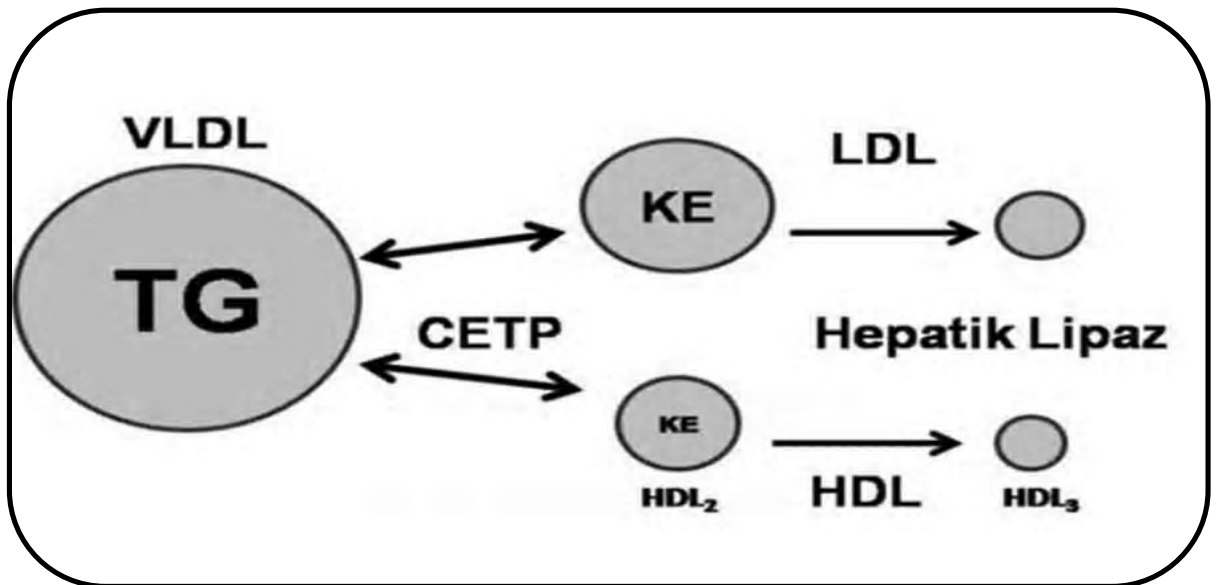 VLDL
TG
CETP
KE
LDL
Hepatik Lipaz
KE
HDL₂
HDL
HDL₃